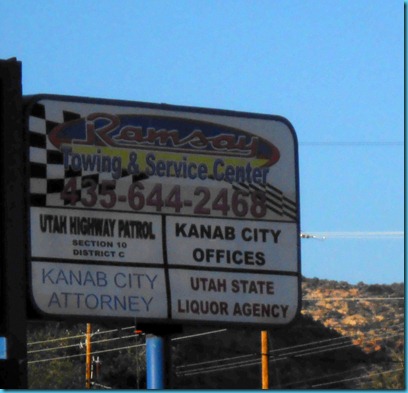 Ramsay
Towing & Service Center
435-644-2468
UTAH HIGHWAY PATROL
SECTION 10
DISTRICT C
KANAB CITY
OFFICES
KANAB CITY
ATTORNEY
UTAH STATE
LIQUOR AGENCY